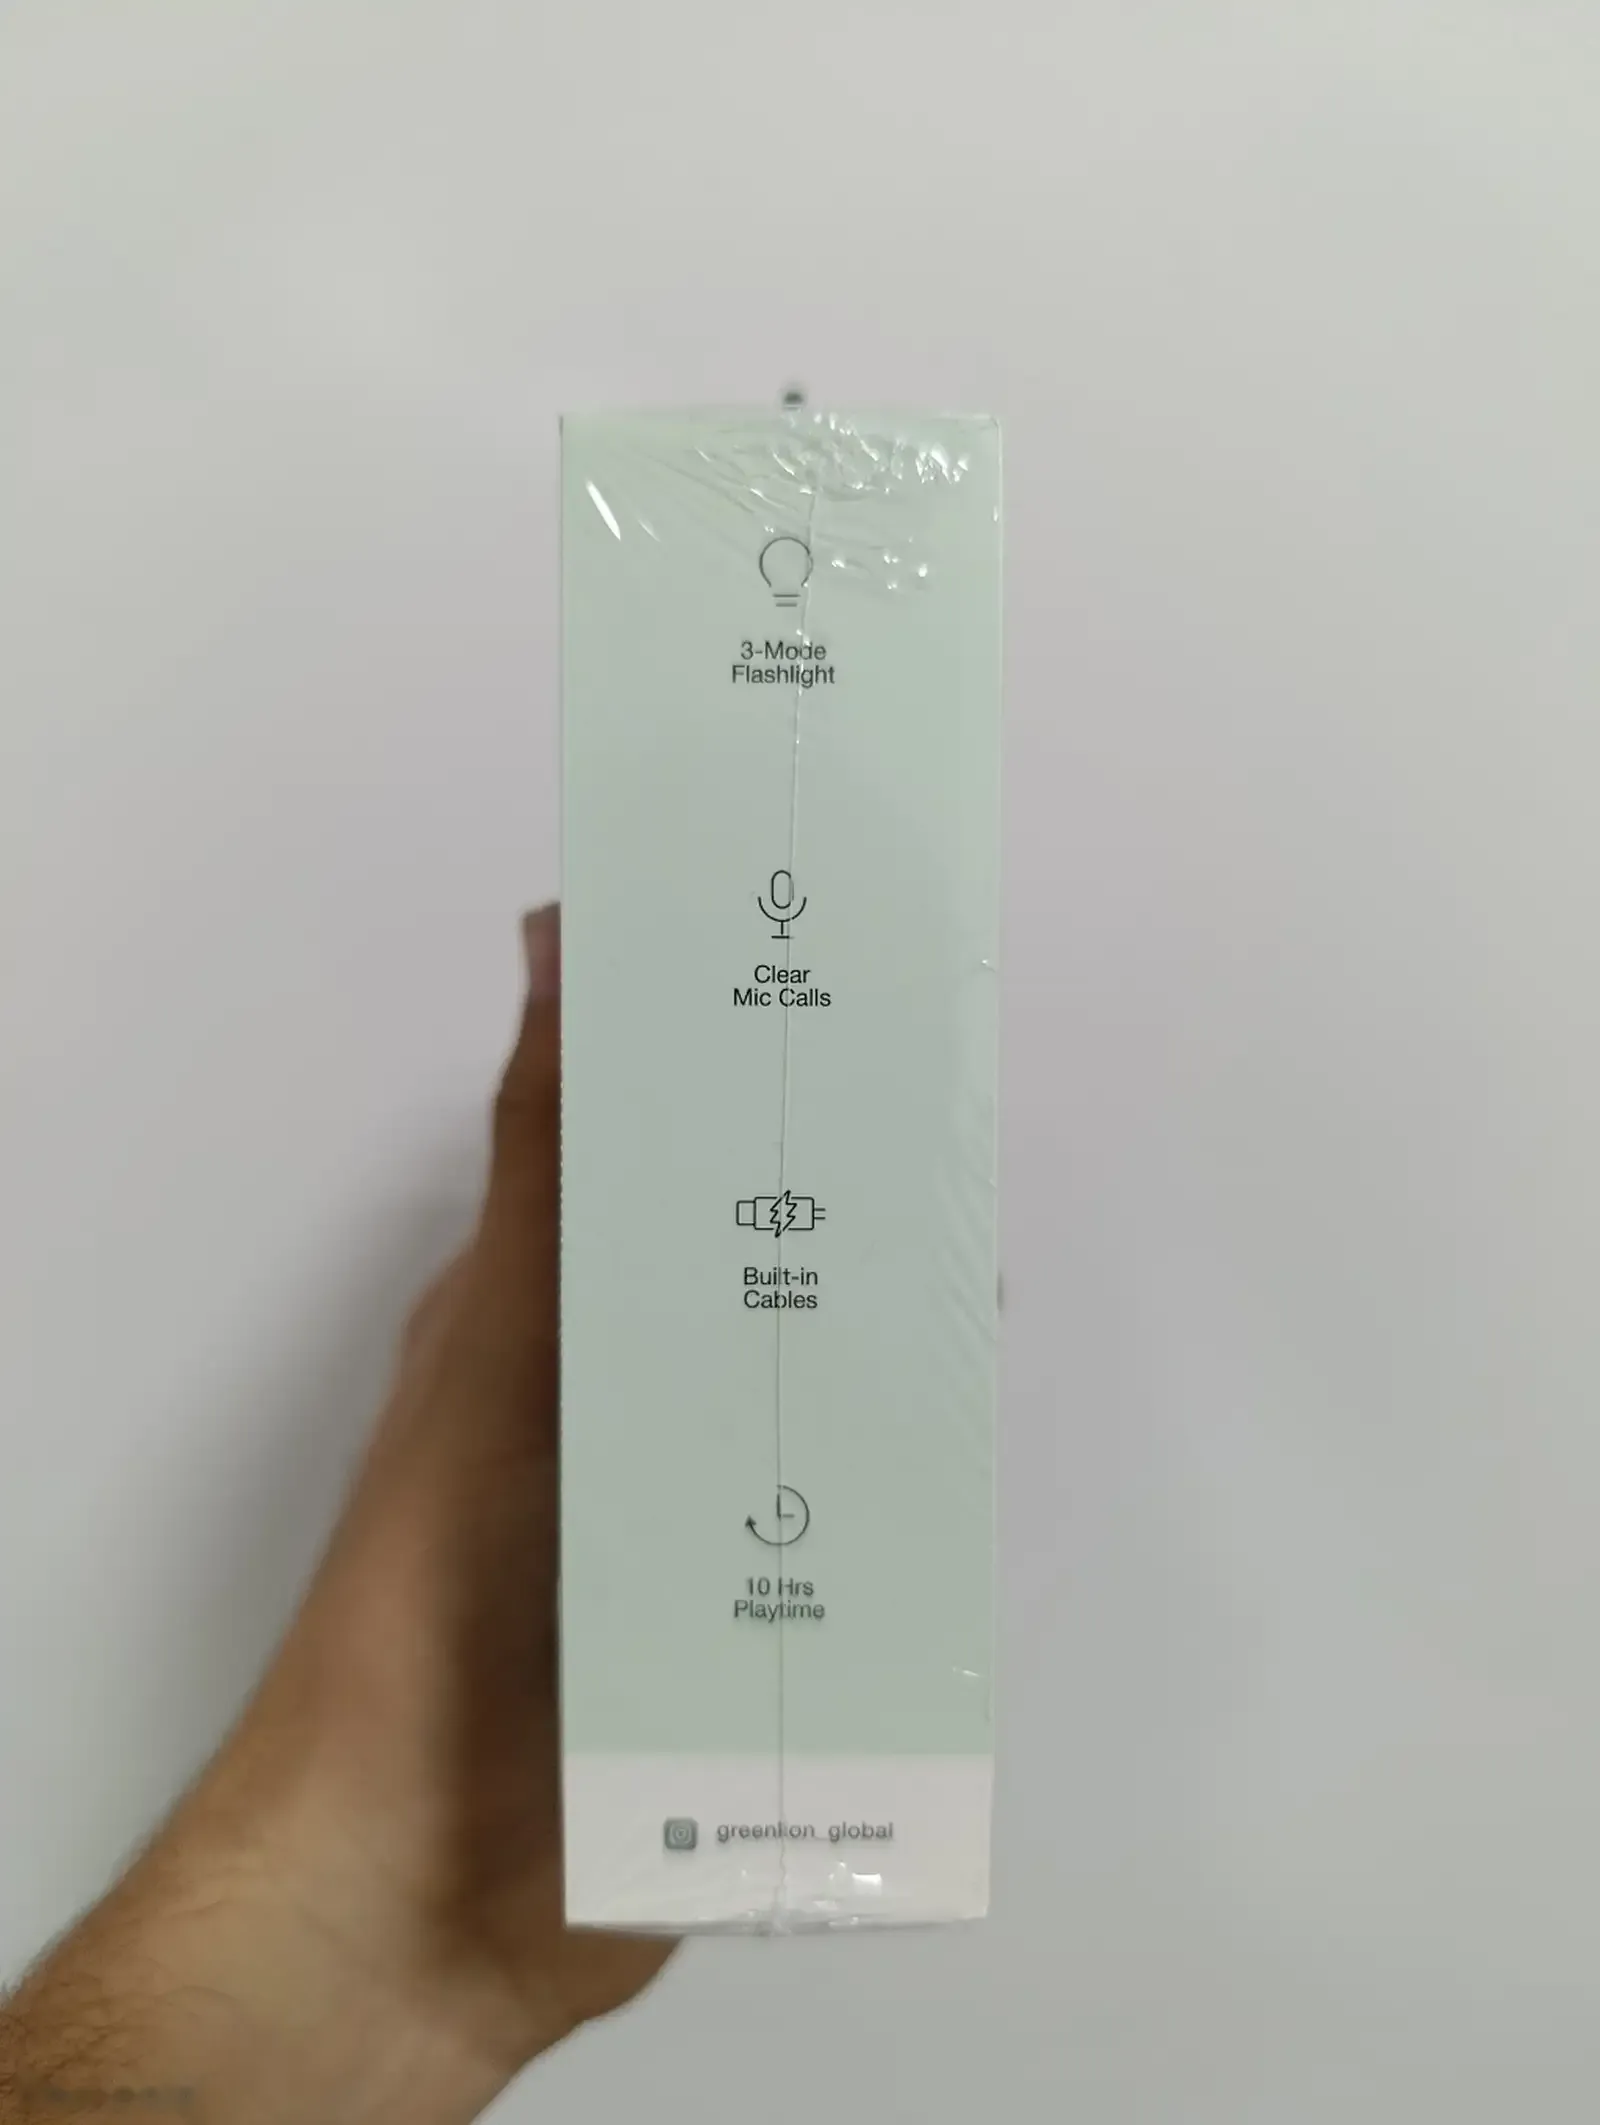 3-Mode
Flashlight
Clear
Mic Calls
Built-in
Cables
10 Hrs
Playtime
greenlion_global